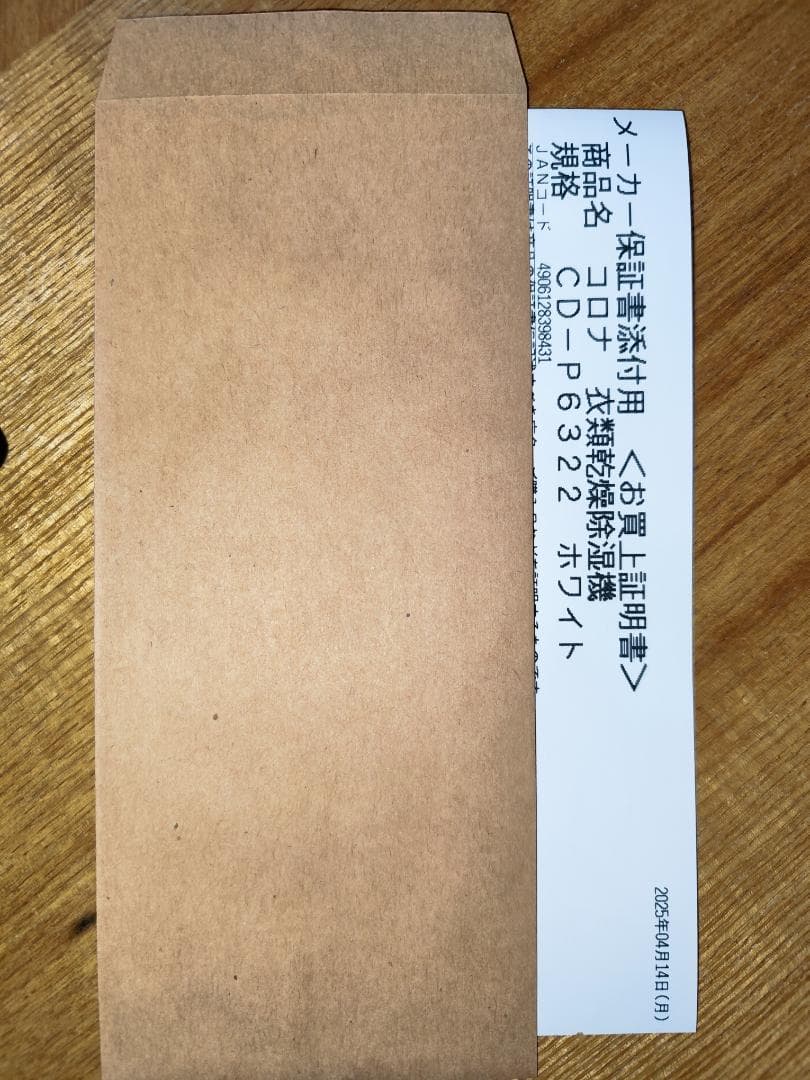 メーカー保証書添付用　＜お買上証明書＞
商品名　コロナ　衣類乾燥除湿機
規格　ＣＤ－Ｐ６３２２　ホワイト
JANコード　4906128398431
2025年04月14日(月)